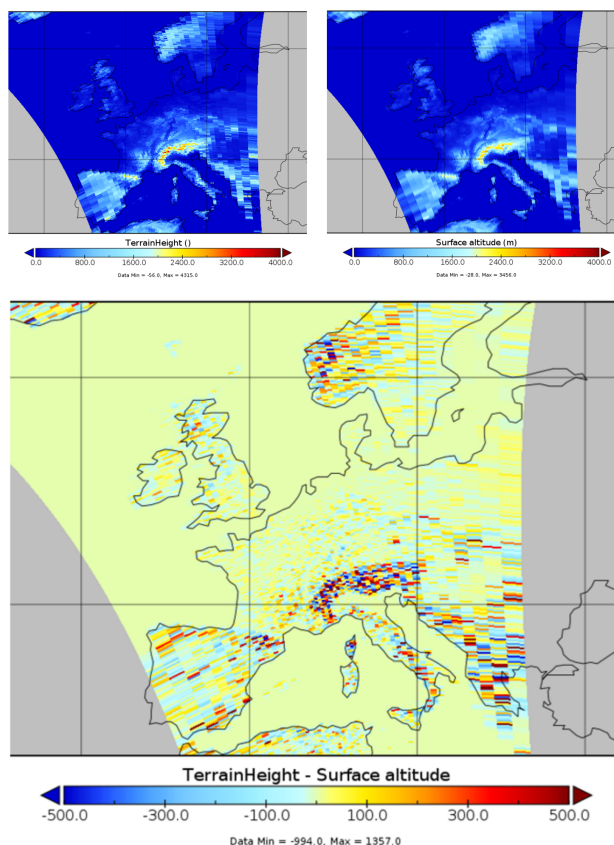 TerrainHeight ()
0.0 800.0 1600.0 2400.0 3200.0 4000.0
Data Min = -56.0, Max = 4315.0
Surface altitude (m)
0.0 800.0 1600.0 2400.0 3200.0 4000.0
Data Min = -28.0, Max = 3456.0
TerrainHeight - Surface altitude
-500.0 -300.0 -100.0 100.0 300.0 500.0
Data Min = -994.0, Max = 1357.0